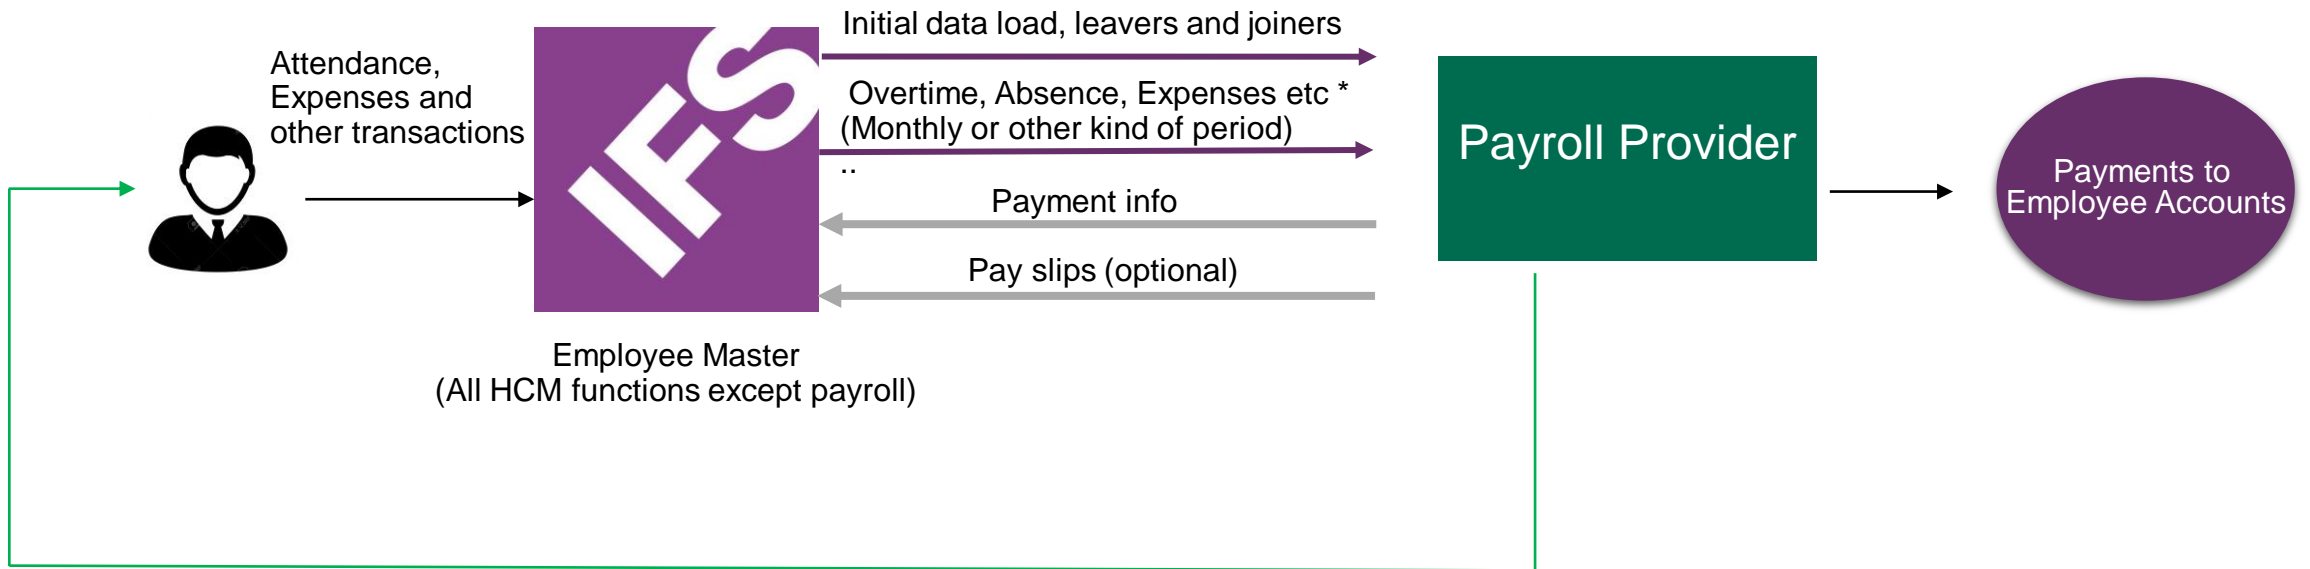 Initial data load, leavers and joiners
Attendance,
Expenses and
other transactions
IFS
Overtime, Absence, Expenses etc *
(Monthly or other kind of period)
..
Payment info
Pay slips (optional)
Employee Master
(All HCM functions except payroll)
Payroll Provider
Payments to
Employee Accounts